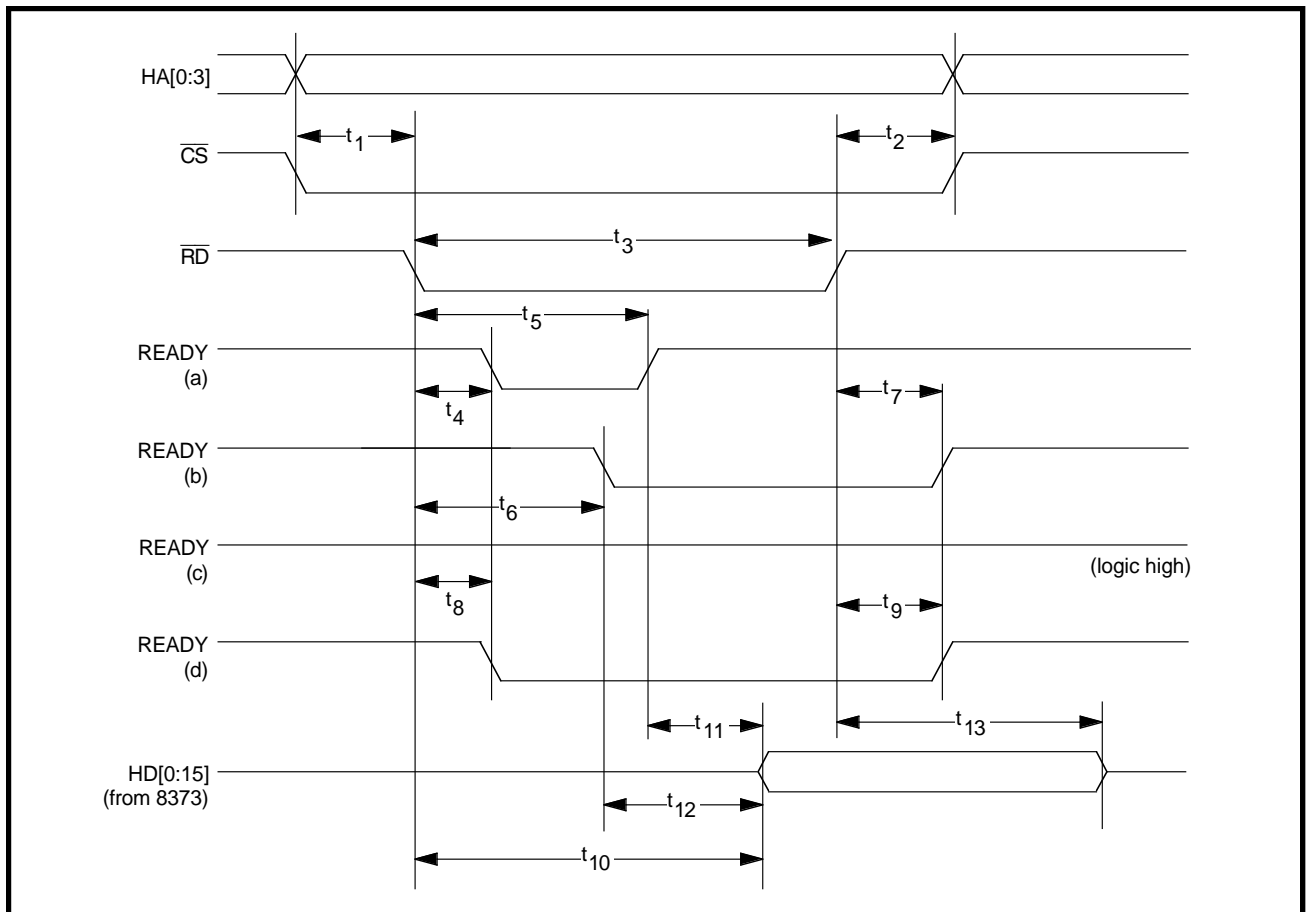 HA[0:3]
t1
t2
CS
t3
RD
t5
READY
(a)
t7
t4
READY
(b)
t6
READY
(c)
(logic high)
t8
t9
READY
(d)
t11
t13
HD[0:15]
(from 8373)
t12
t10